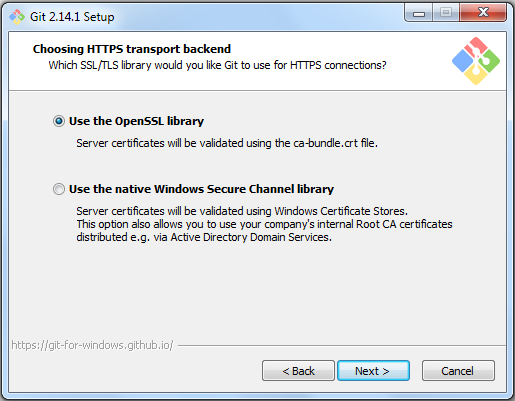 Git 2.14.1 Setup
Choosing HTTPS transport backend
Which SSL/TLS library would you like Git to use for HTTPS connections?
Use the OpenSSL library
Server certificates will be validated using the ca-bundle.crt file.
Use the native Windows Secure Channel library
Server certificates will be validated using Windows Certificate Stores.
This option also allows you to use your company's internal Root CA certificates
distributed e.g. via Active Directory Domain Services.
https://git-for-windows.github.io/
< Back
Next >
Cancel